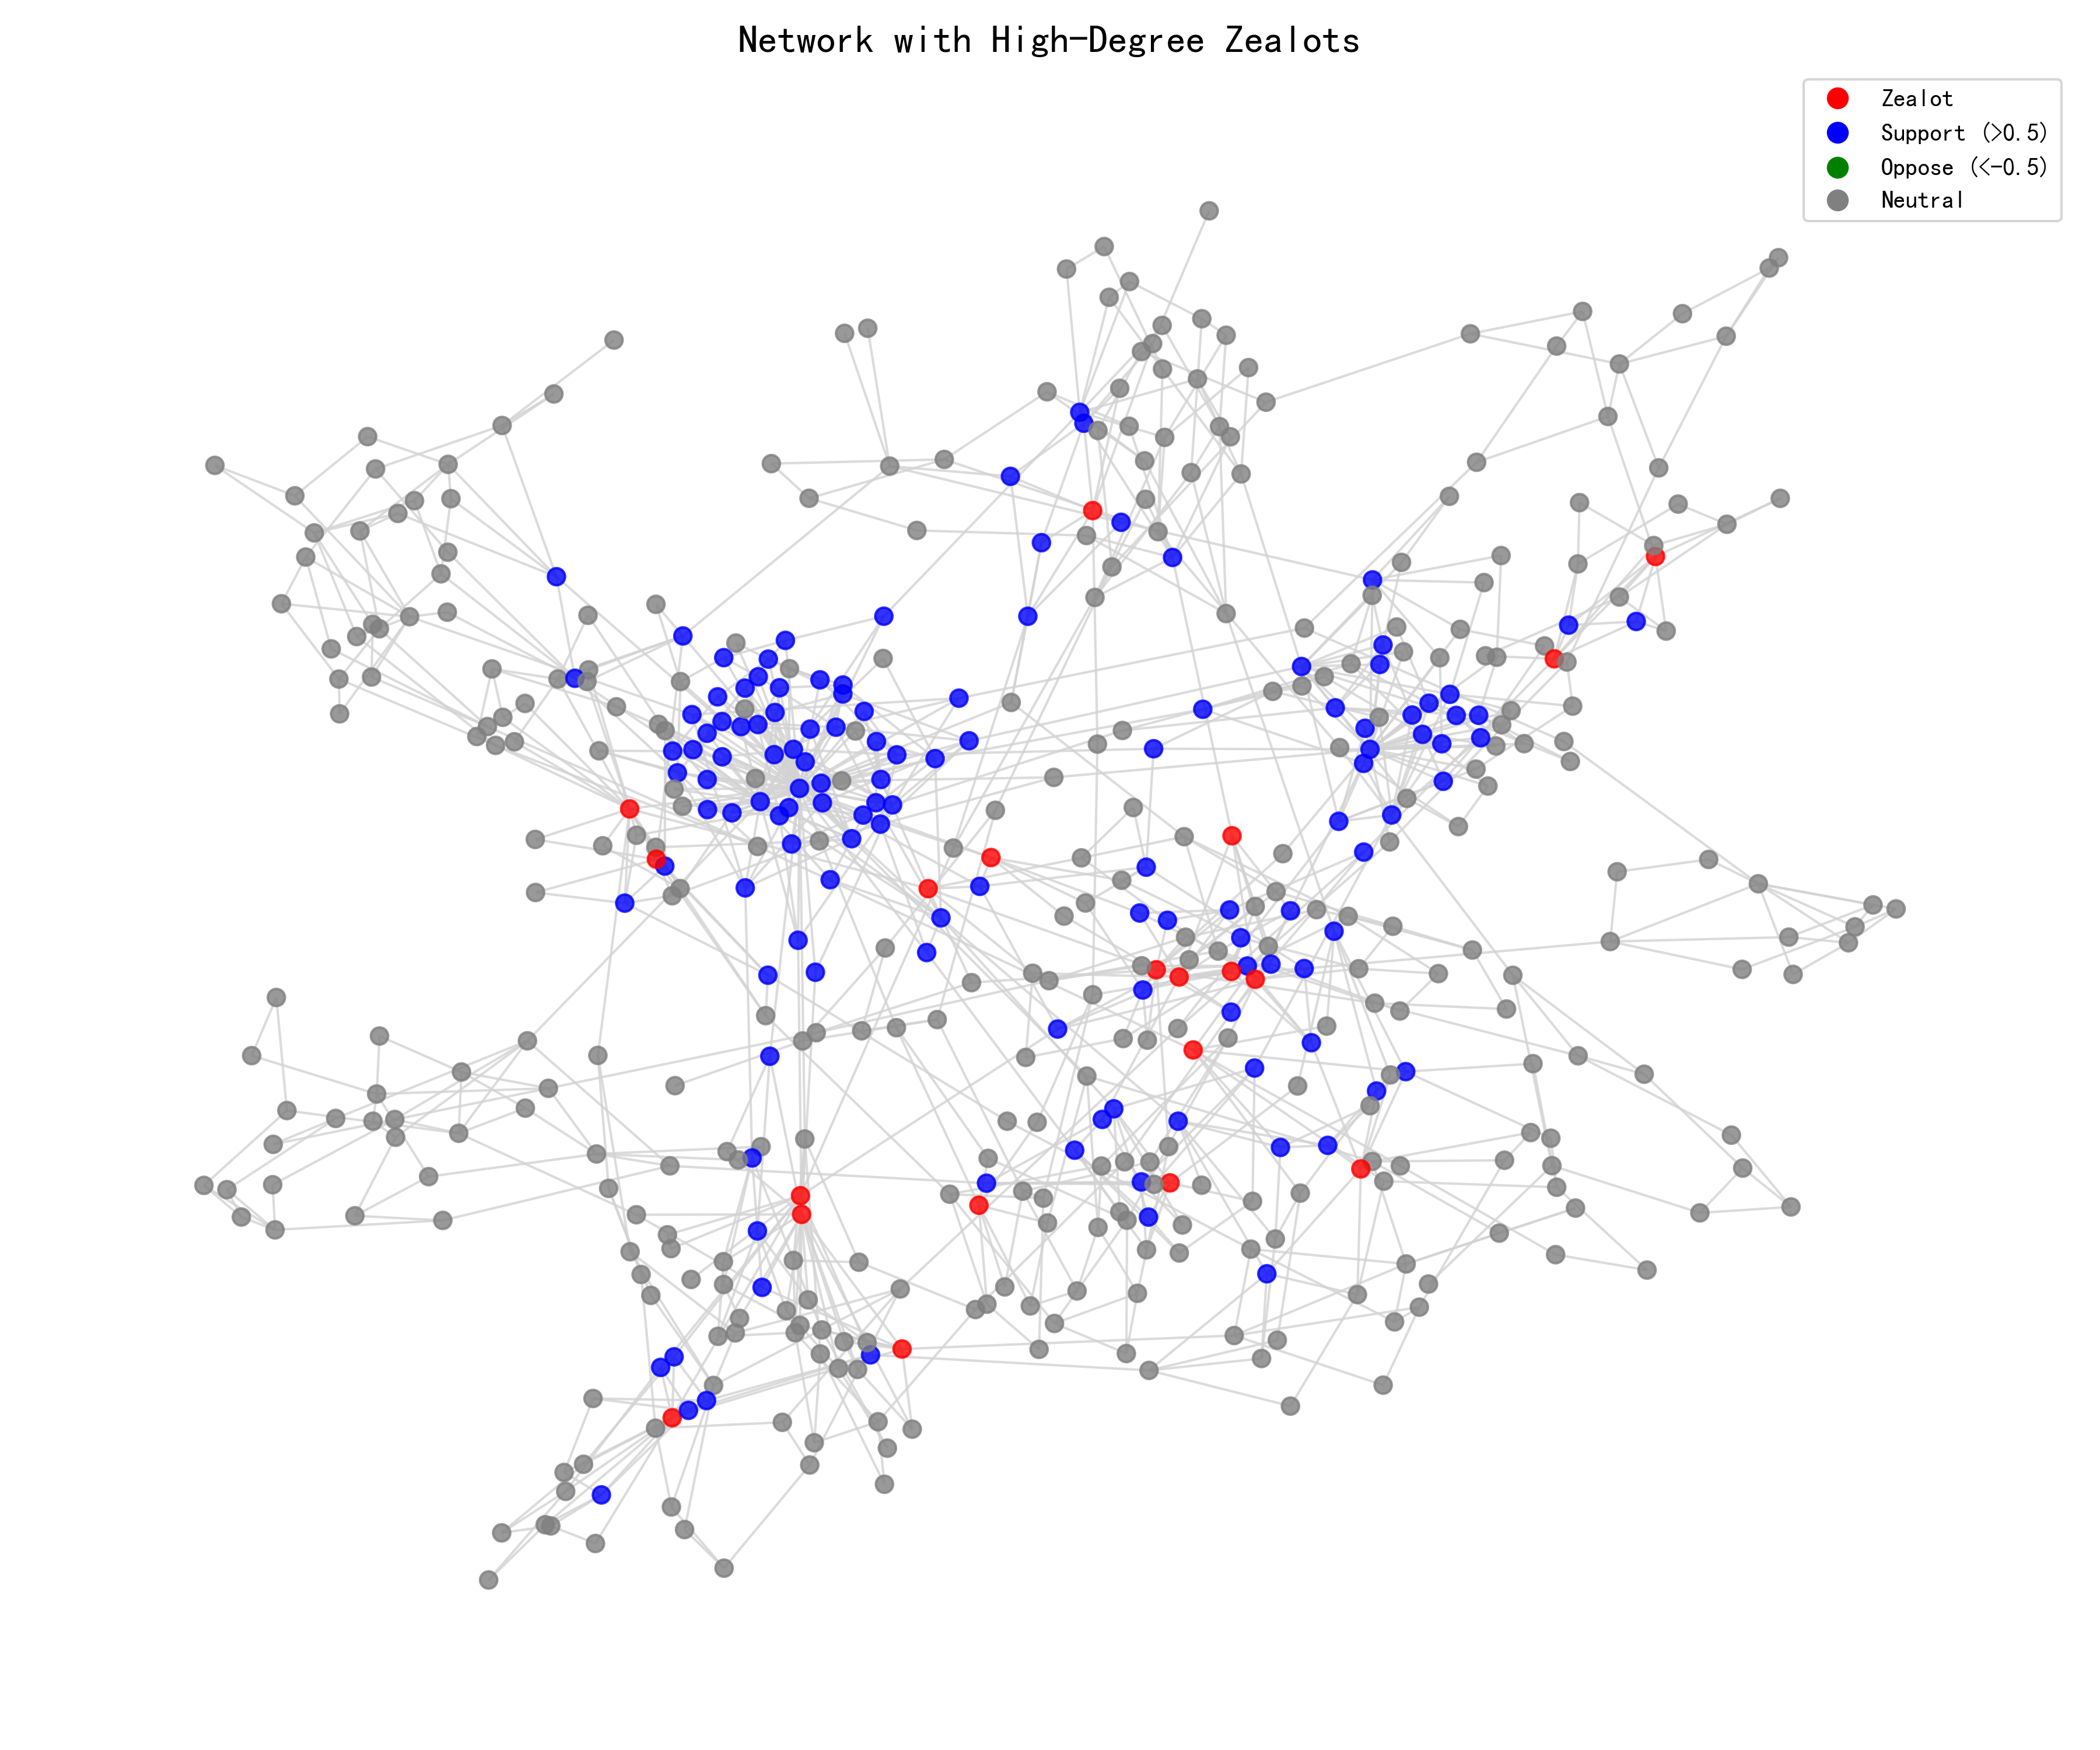 Network with High-Degree Zealots
Zealot
Support (>0.5)
Oppose (<-0.5)
Neutral